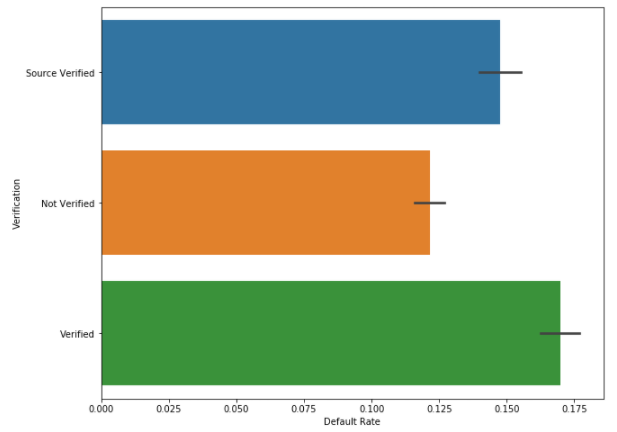 Source Verified
Not Verified
Verified
Verification
0.000 0.025 0.050 0.075 0.100 0.125 0.150 0.175
Default Rate